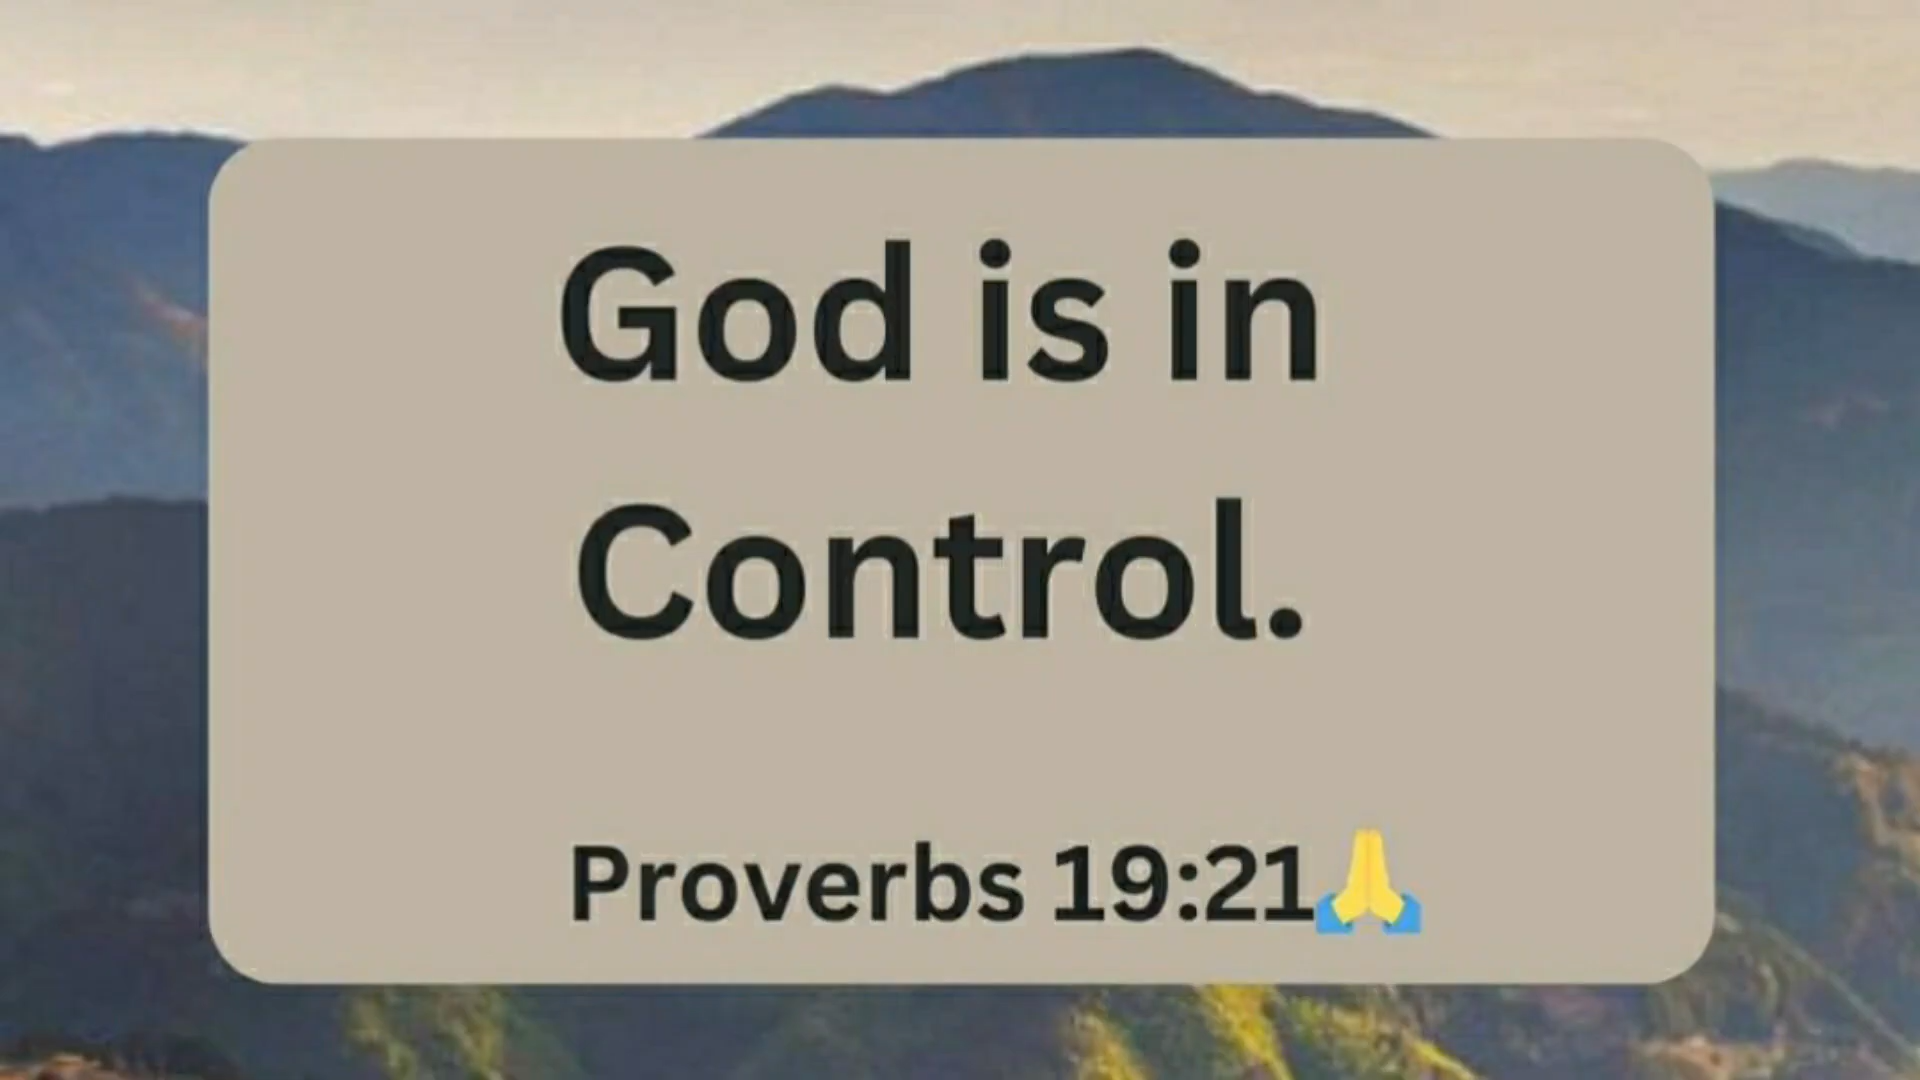 God is in
Control.
Proverbs 19:21🙏